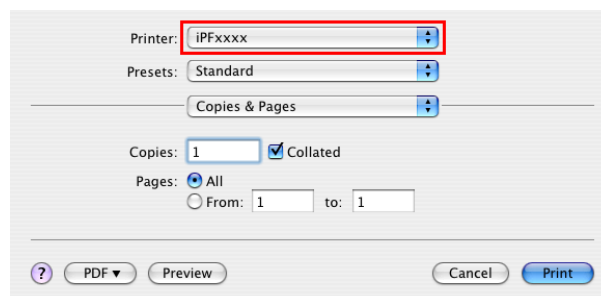 Printer: iPFxxxx
Presets: Standard
Copies & Pages
Copies: 1 Collated
Pages: All
From: 1 to: 1
? PDF▼ Preview Cancel Print